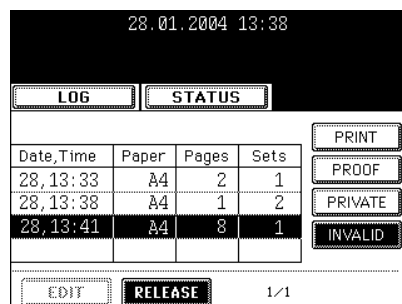 28.01.2004 13:38
LOG STATUS
PRINT
PROOF
PRIVATE
INVALID
Date,Time Paper Pages Sets
28,13:33 A4 2 1
28,13:38 A4 1 2
28,13:41 A4 8 1
EDIT RELEASE 1/1